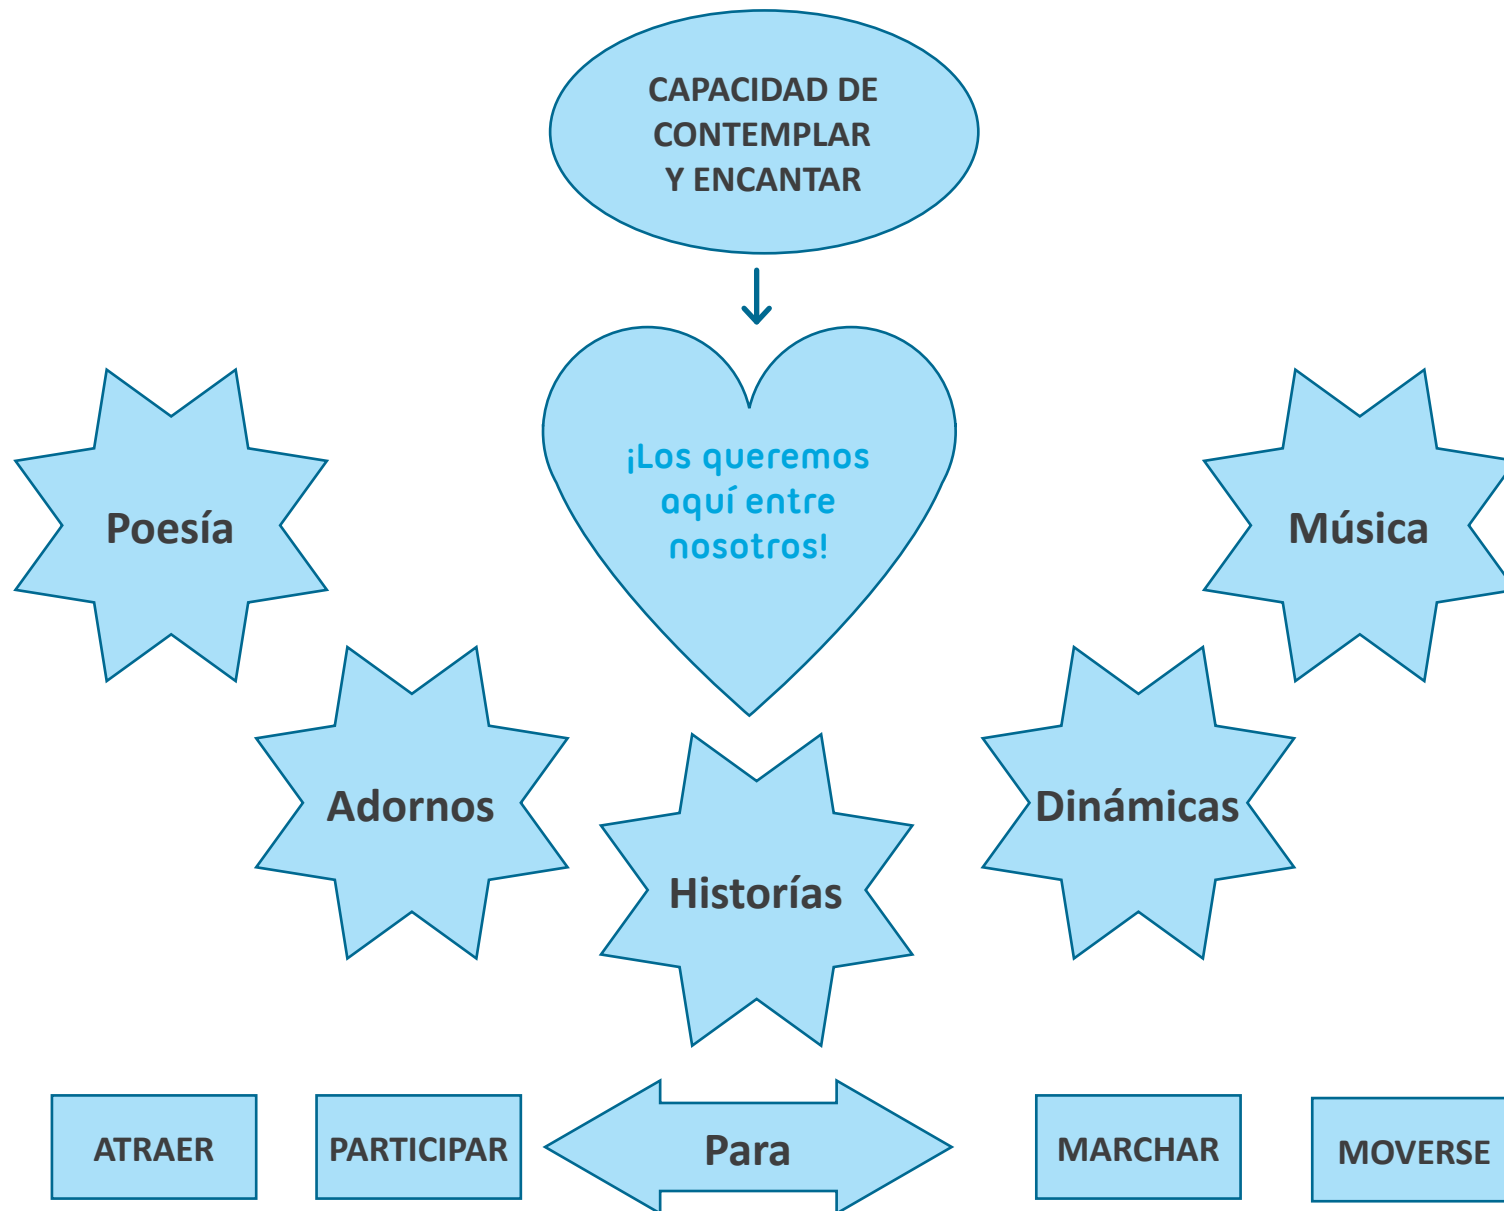 CAPACIDAD DE
CONTEMPLAR
Y ENCANTAR
¡Los queremos
aquí entre
nosotros!
Poesía
Música
Adornos
Dinámicas
Historías
ATRAER
PARTICIPAR
Para
MARCHAR
MOVERSE